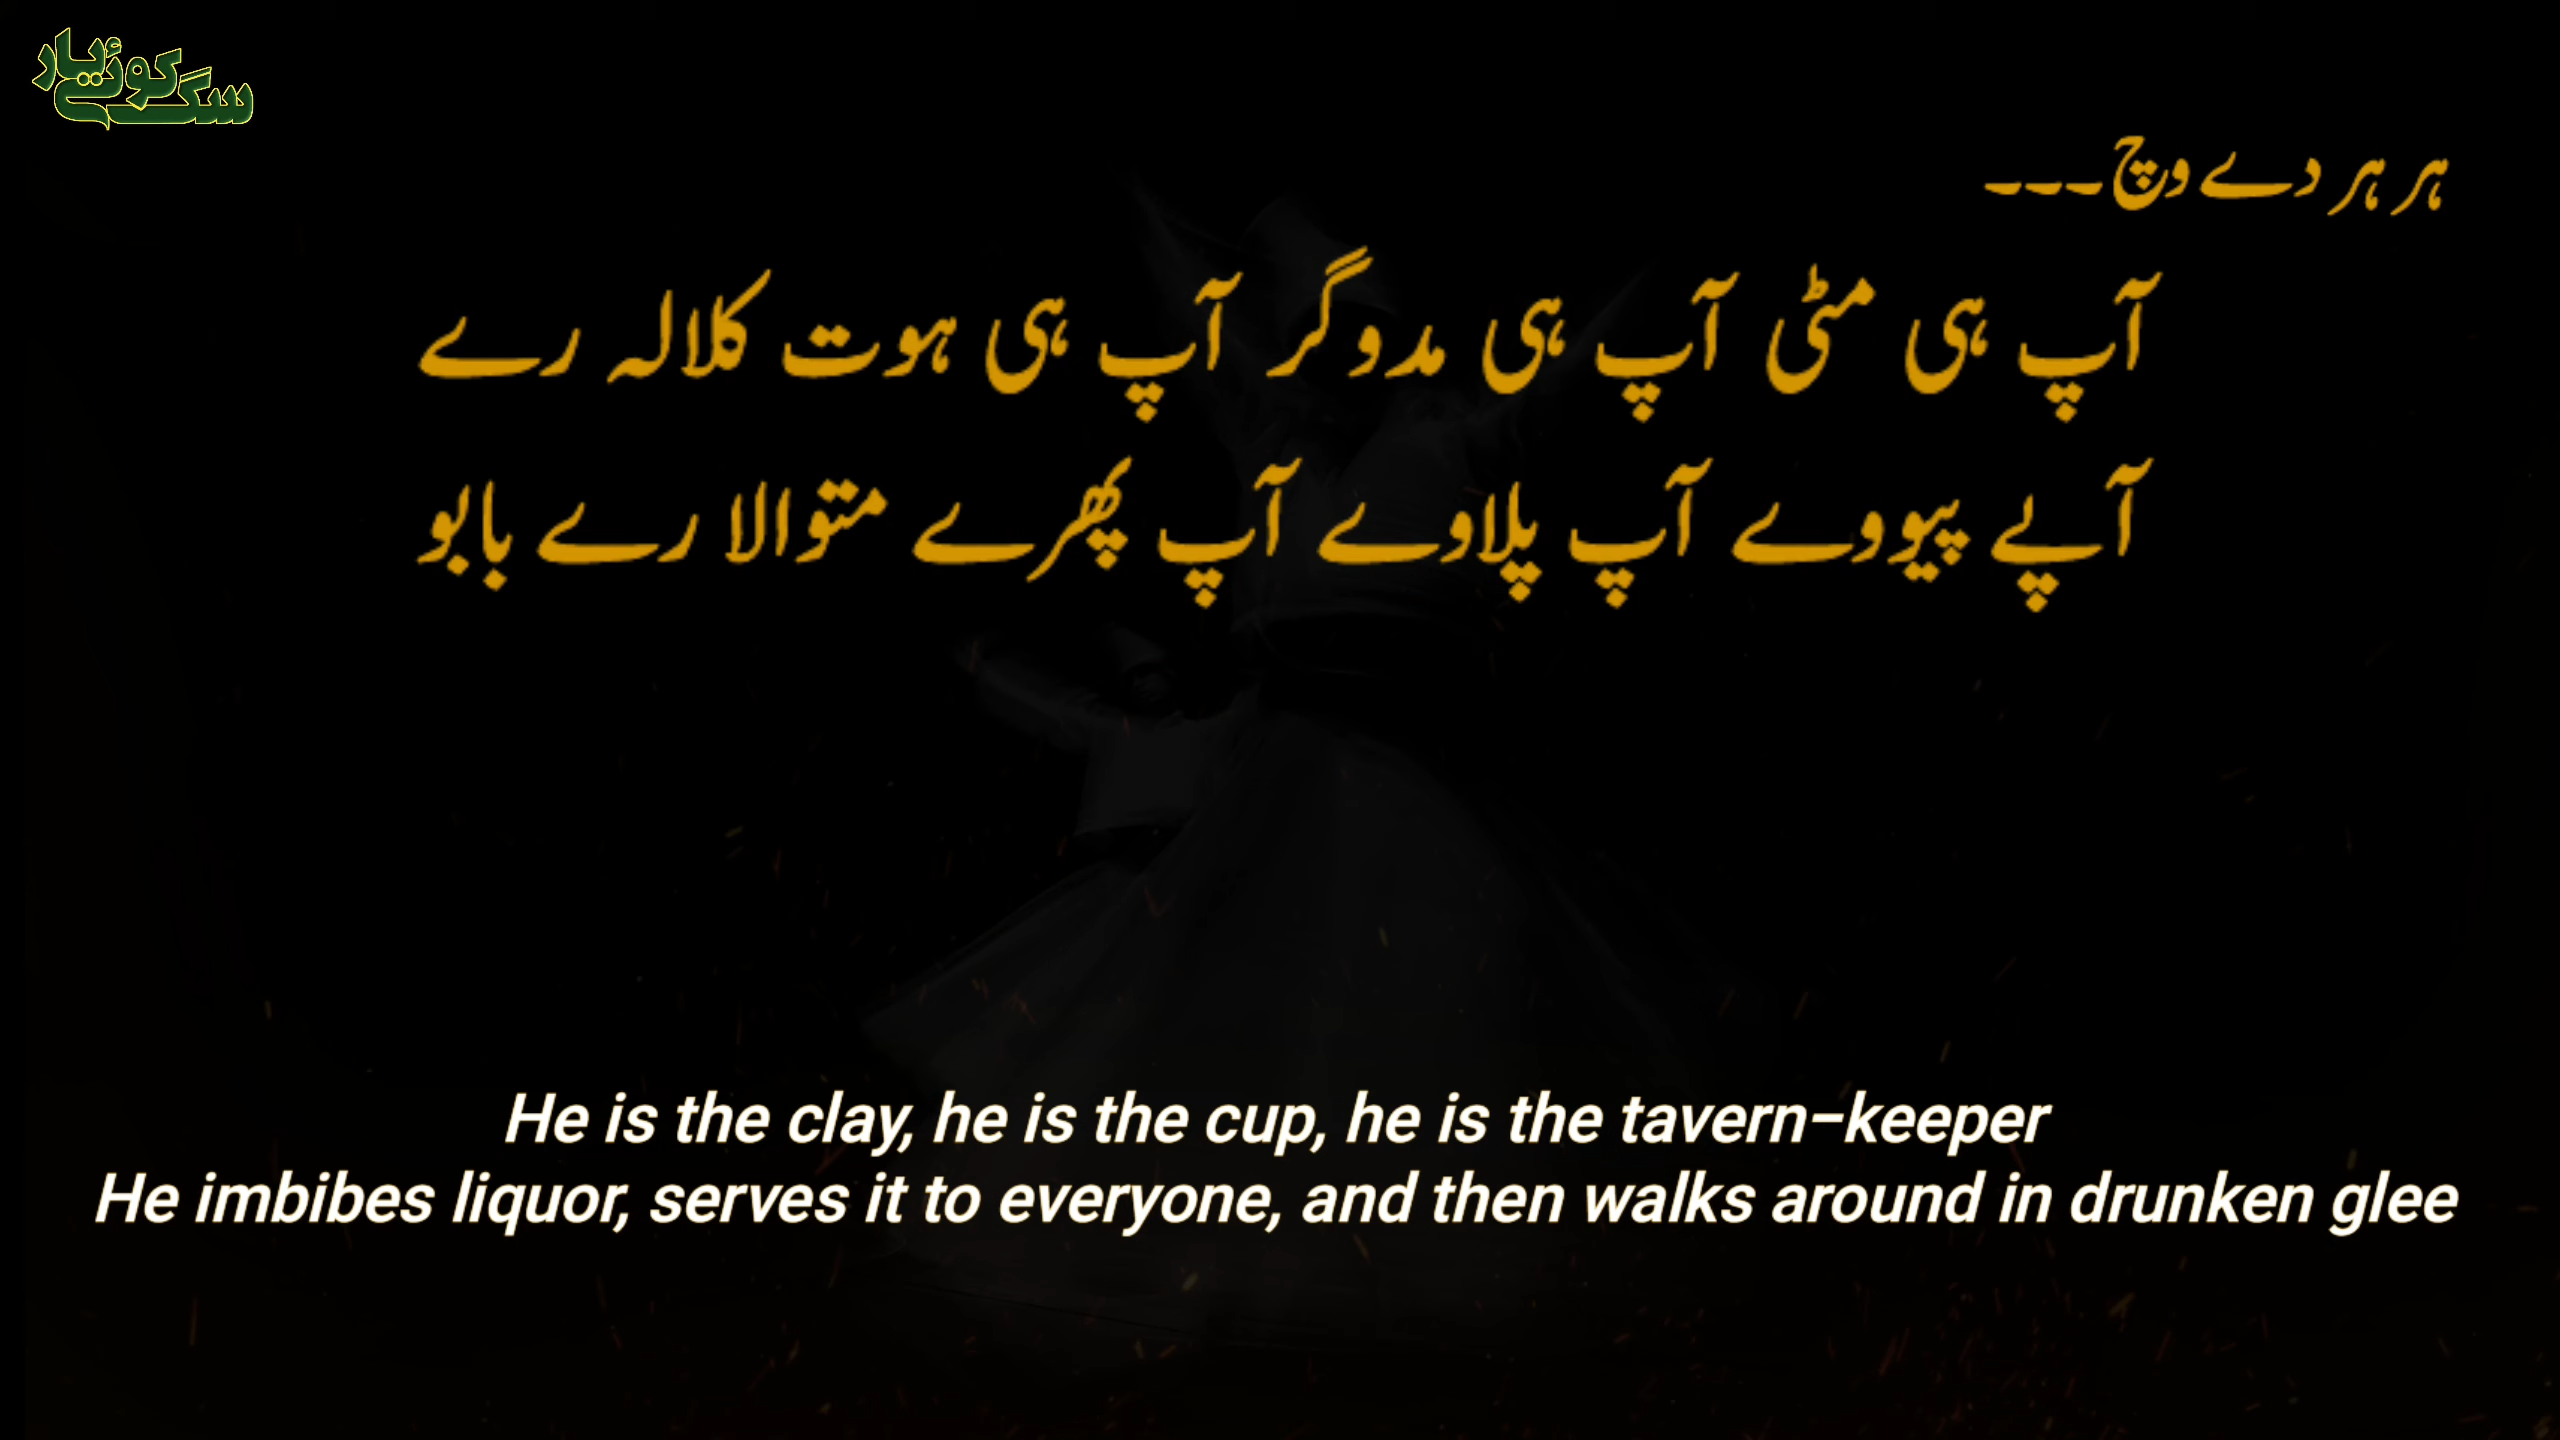 سگ کوئے یار
ہر ہر دے وچ۔۔۔
آپ ہی مٹی آپ ہی مدوگر آپ ہی ہوت کلالہ رے
آپے پیووے آپ پلاوے آپ پھرے متوالا رے بابو
He is the clay, he is the cup, he is the tavern-keeper
He imbibes liquor, serves it to everyone, and then walks around in drunken glee